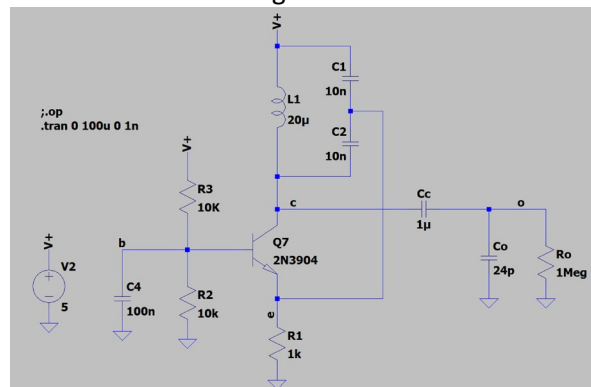 V+
C1
10n
L1
20µ
;.op
.tran 0 100u 0 1n
C2
10n
V+
R3
10K
c
Cc
1µ
o
V+
b
Q7
2N3904
Co
24p
Ro
1Meg
V2
5
C4
100n
R2
10k
e
R1
1k